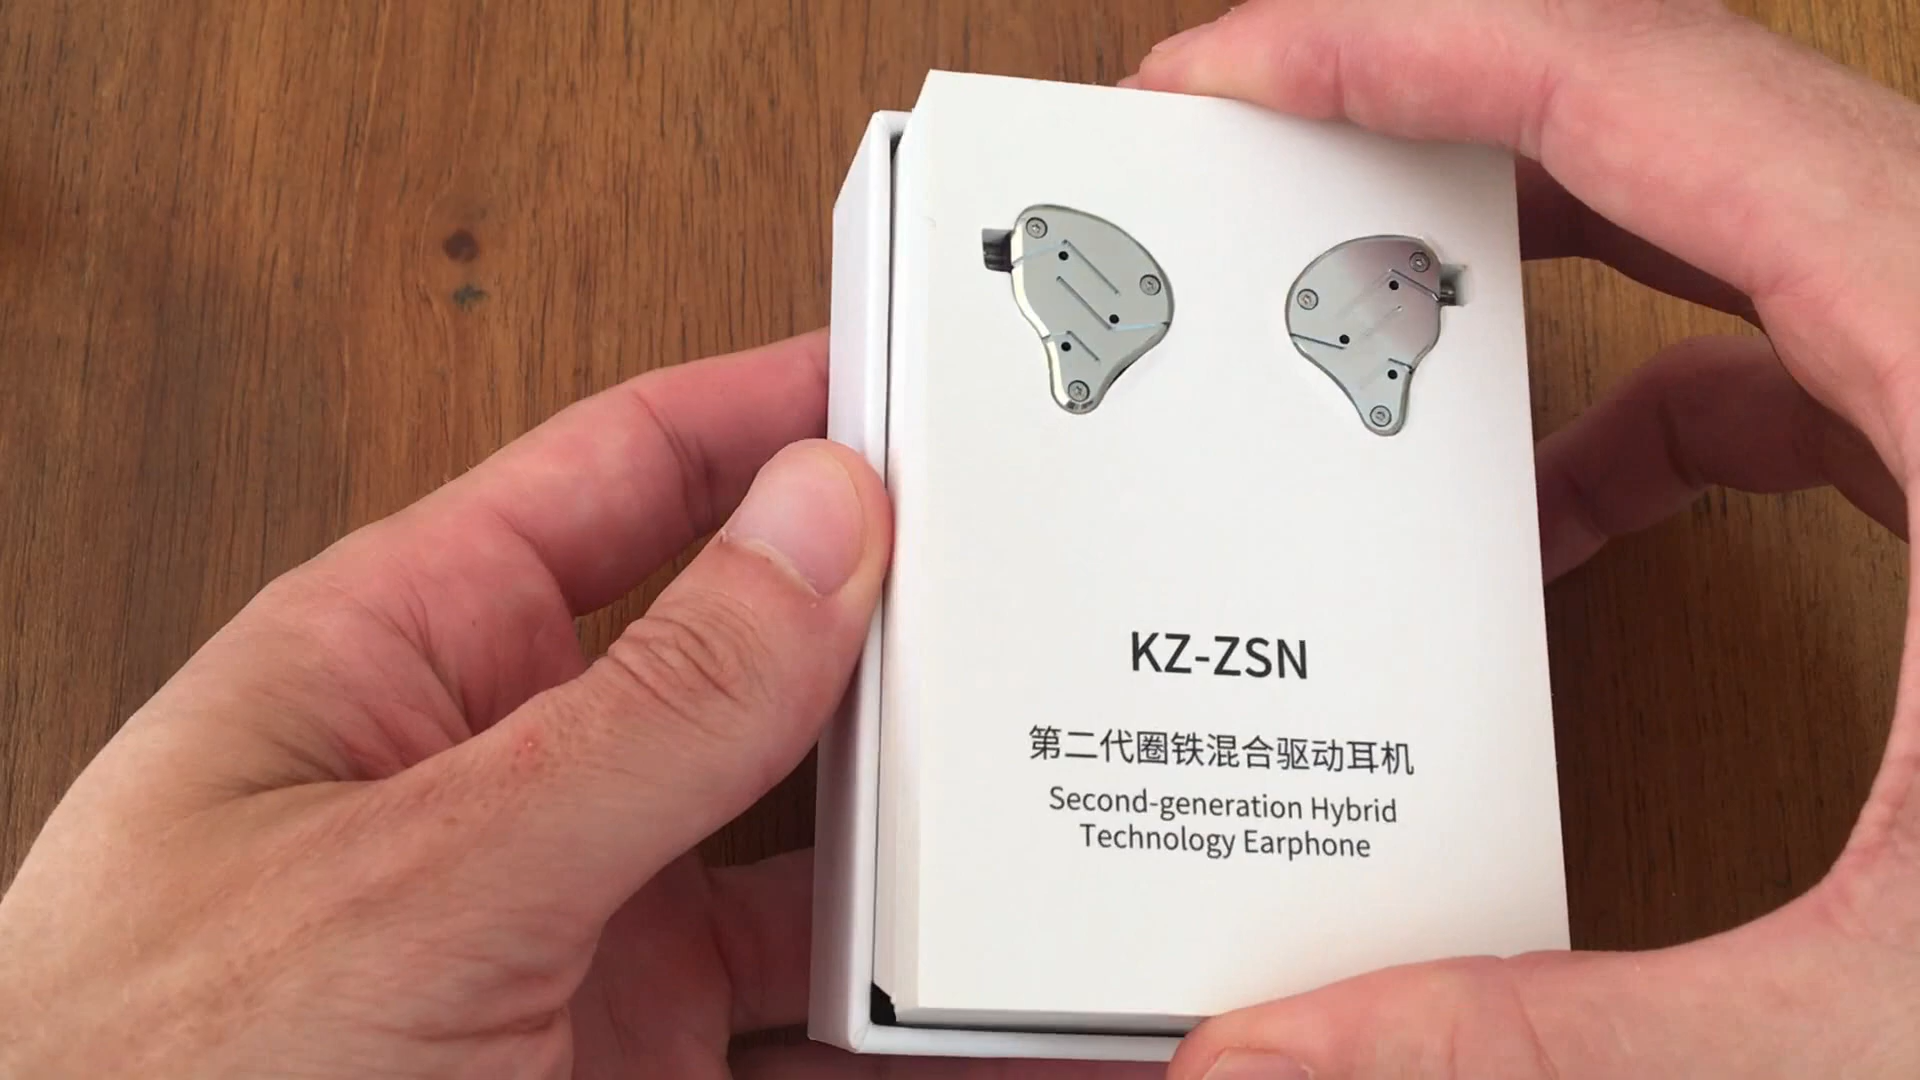 KZ-ZSN
第二代圈铁混合驱动耳机
Second-generation Hybrid
Technology Earphone